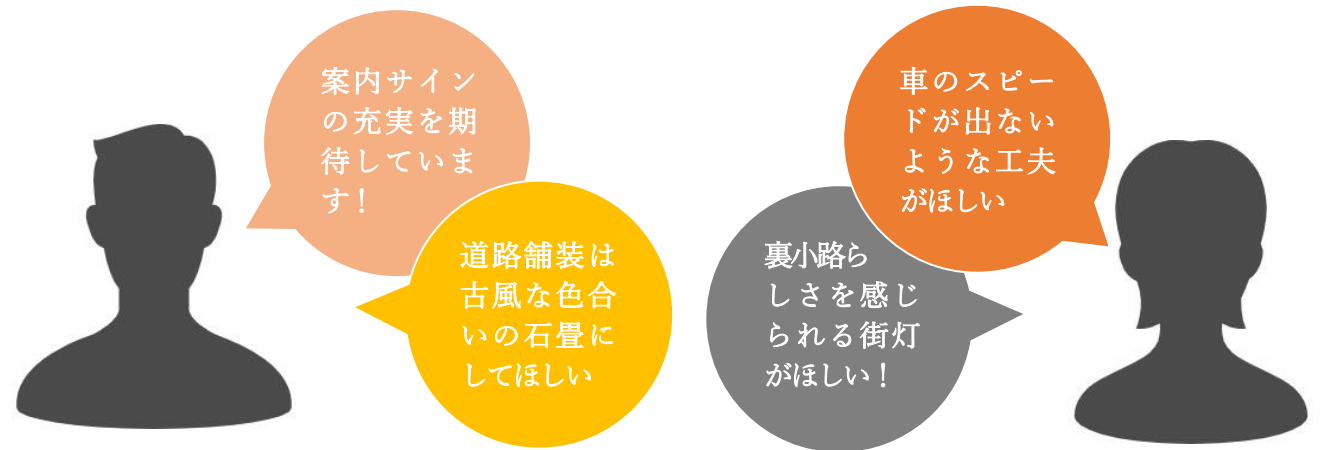 案内サイン
の充実を期
待していま
す！
道路舗装は
古風な色合
いの石畳に
してほしい
車のスピー
ドが出ない
ような工夫
がほしい
裏小路ら
しさを感じ
られる街灯
がほしい！